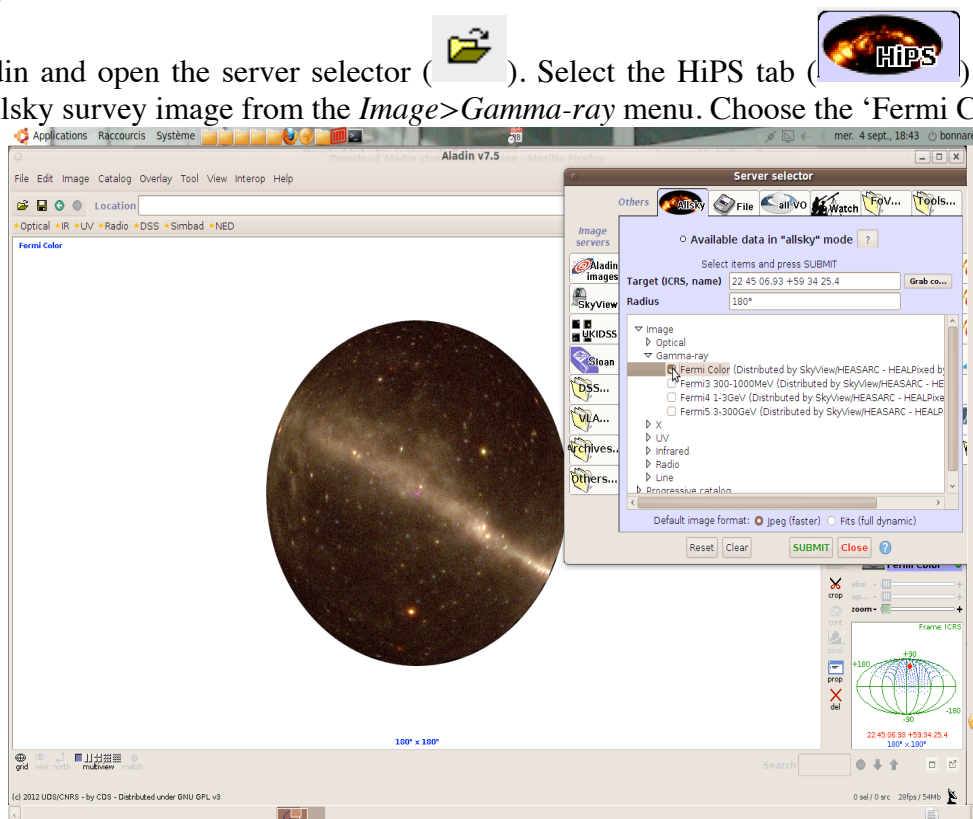 lin and open the server selector ( ). Select the HiPS tab ( HiPS )
llsky survey image from the Image>Gamma-ray menu. Choose the ‘Fermi C
Applications Raccourcis Système mer. 4 sept., 18:43 bonnar
Aladin v7.5
File Edit Image Catalog Overlay Tool View Interop Help
Location
Optical IR UV Radio DSS Simbad NED
Fermi Color
Server selector
Others Allsky File all VO Watch FoV... Tools...
Image
servers
Aladin
images
SkyView
UKIDSS
Sloan
DSS...
VLA...
Archives..
Others...
Available data in "allsky" mode ?
Select items and press SUBMIT
Target (ICRS, name) 22 45 06.93 +59 34 25.4 Grab co...
Radius 180°
Image
Optical
Gamma-ray
Fermi Color (Distributed by SkyView/HEASARC - HEALPixed by
Fermi3 300-1000MeV (Distributed by SkyView/HEASARC - HE
Fermi4 1-3GeV (Distributed by SkyView/HEASARC - HEALPixe
Fermi5 3-300GeV (Distributed by SkyView/HEASARC - HEALP
X
UV
Infrared
Radio
Line
Progressive catalog
Default image format: Jpeg (faster) Fits (full dynamic)
Reset Clear SUBMIT Close ?
Fermi Color
size - +
crop op... - +
zoom - +
cont
pixel
prop
del
Frame: ICRS
+90
+180
-180
-90
22:45:06.93 +59:34:25.4
180° x 180°
180° x 180°
grid wink north multiview match
Search
(c) 2012 UDS/CNRS - by CDS - Distributed under GNU GPL v3
0 sel / 0 src 28fps / 54Mb